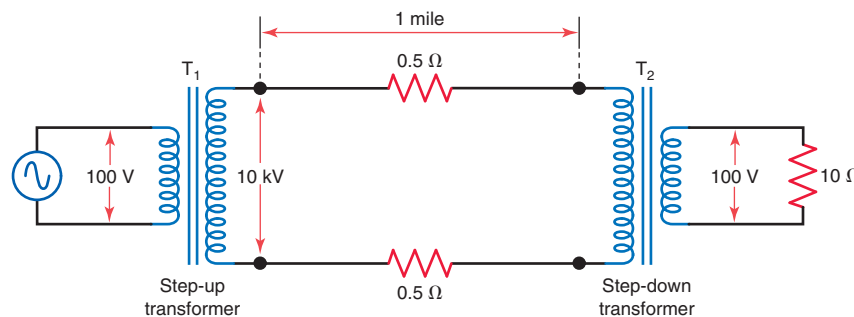 1 mile
0.5 Ω
T1
T2
100 V
10 kV
100 V
10 Ω
0.5 Ω
Step-up
transformer
Step-down
transformer